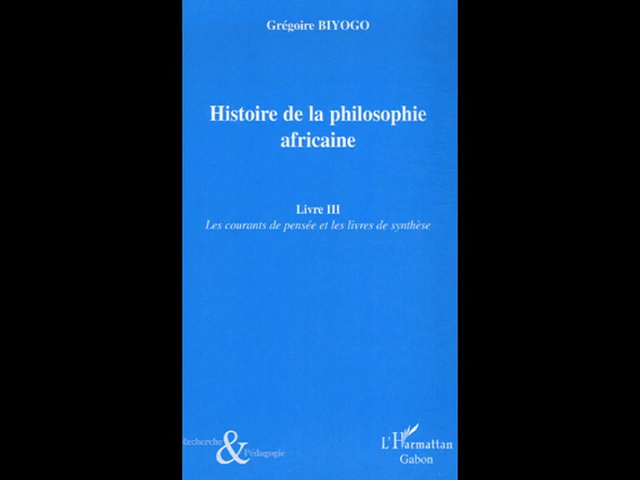 Grégoire BIYOGO
Histoire de la philosophie
africaine
Livre III
Les courants de pensée et les livres de synthèse
Recherche
&
Pédagogie
L'Harmattan
Gabon